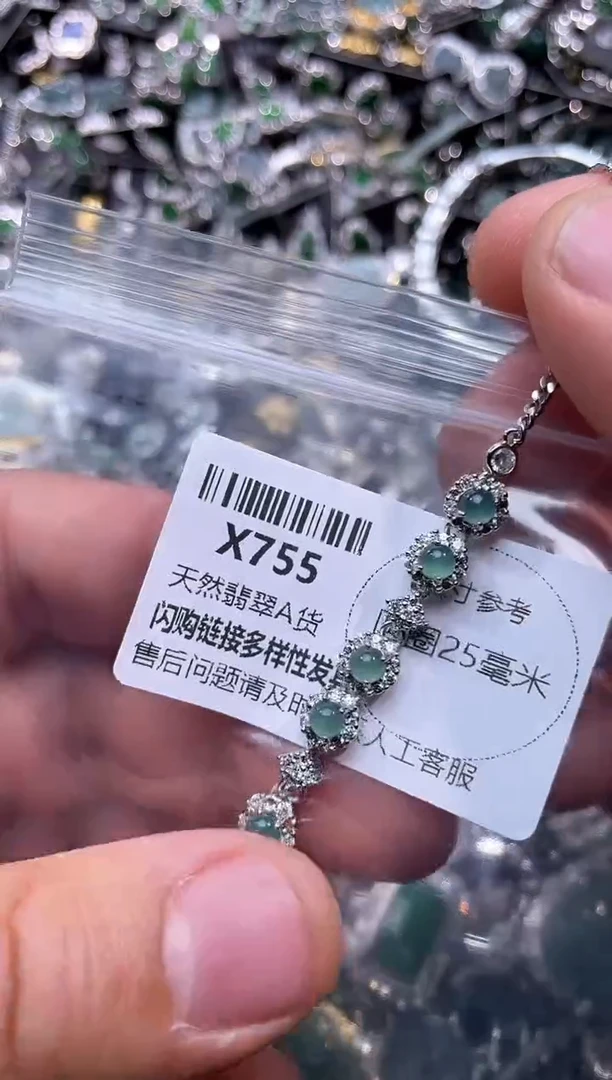 X755
天然翡翠A货
闪购链接多样性发
售后问题请及时
寸参考
圈25毫米
人工客服